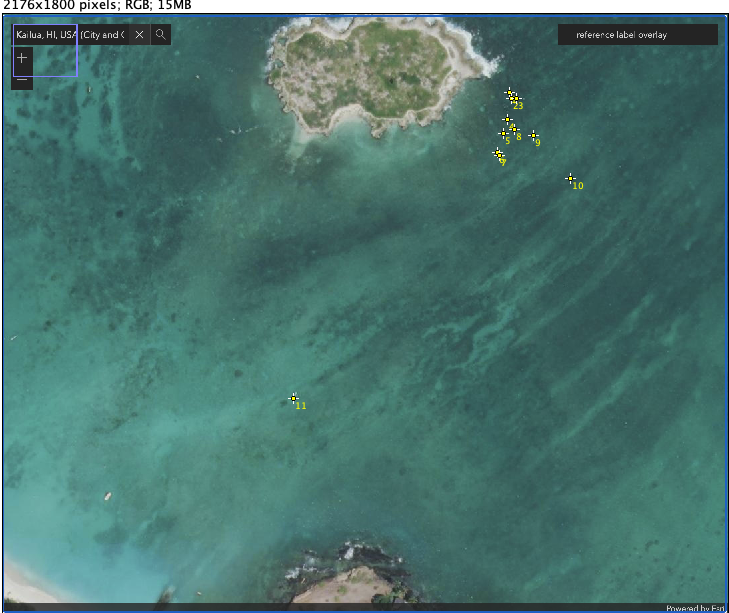 2176x1800 pixels; RGB; 15MB
Kailua, HI, USA (City and C
reference label overlay
+
−
23
5
8
9
10
11
Powered by Esri